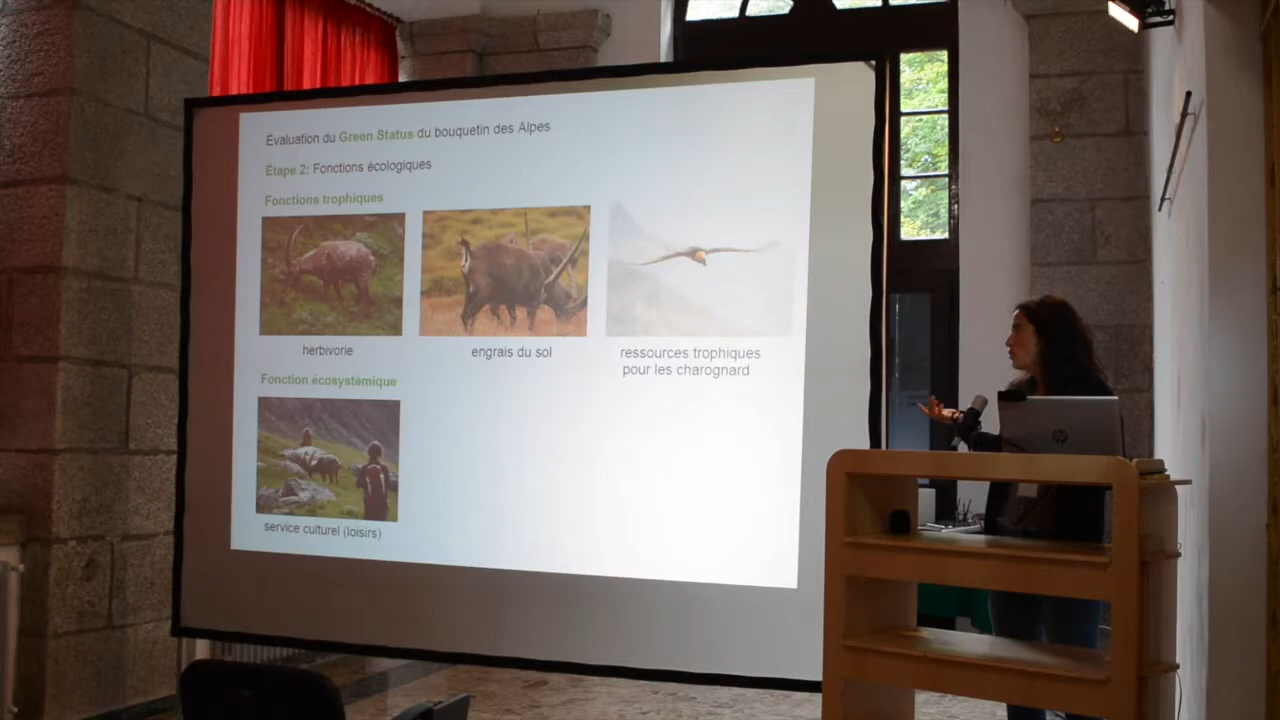 Évaluation du Green Status du bouquetin des Alpes
Étape 2: Fonctions écologiques
Fonctions trophiques
herbivorie
engrais du sol
ressources trophiques
pour les charognard
Fonction écosystémique
service culturel (loisirs)
hp